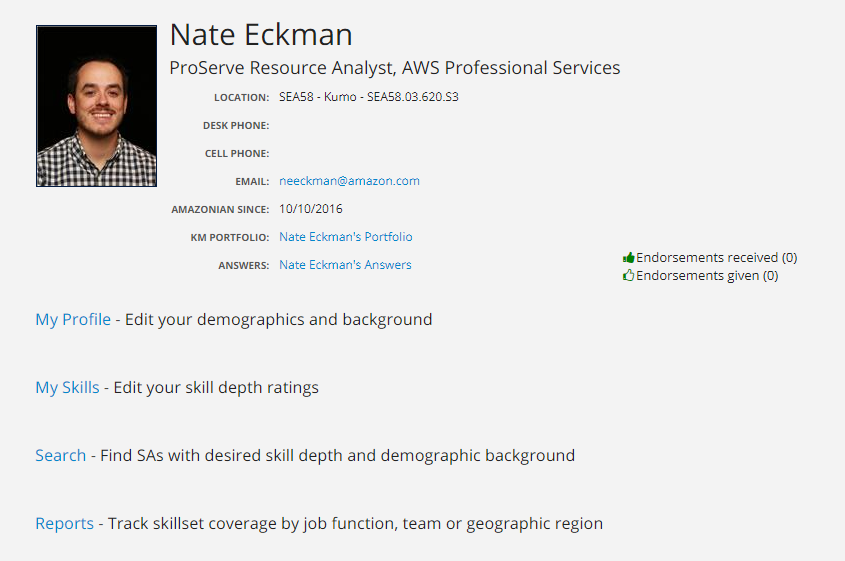 Nate Eckman
ProServe Resource Analyst, AWS Professional Services
LOCATION: SEA58 - Kumo - SEA58.03.620.S3
DESK PHONE:
CELL PHONE:
EMAIL: neeckman@amazon.com
AMAZONIAN SINCE: 10/10/2016
KM PORTFOLIO: Nate Eckman's Portfolio
ANSWERS: Nate Eckman's Answers
Endorsements received (0)
Endorsements given (0)
My Profile - Edit your demographics and background
My Skills - Edit your skill depth ratings
Search - Find SAs with desired skill depth and demographic background
Reports - Track skillset coverage by job function, team or geographic region